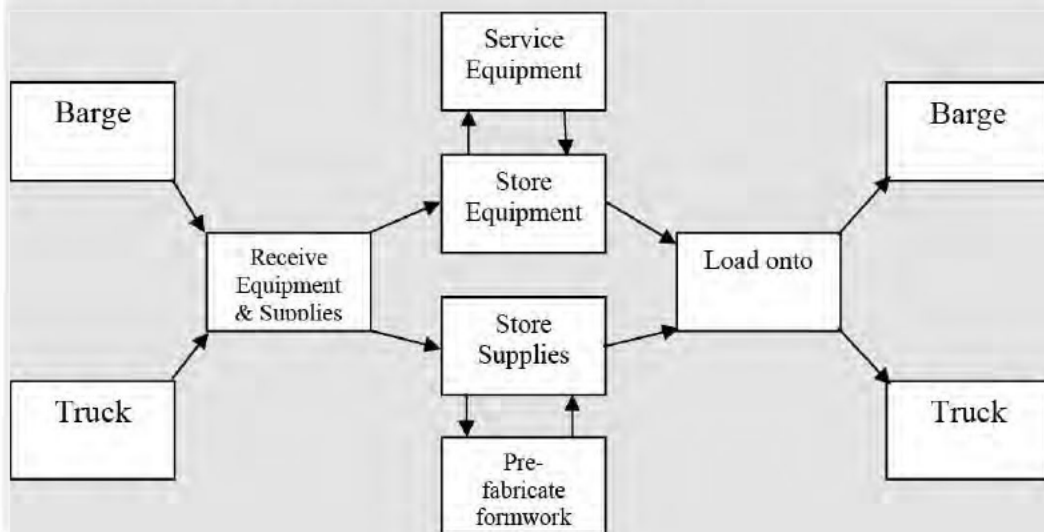 Barge
Truck
Receive
Equipment
& Supplies
Service
Equipment
Store
Equipment
Store
Supplies
Pre-
fabricate
formwork
Load onto
Barge
Truck